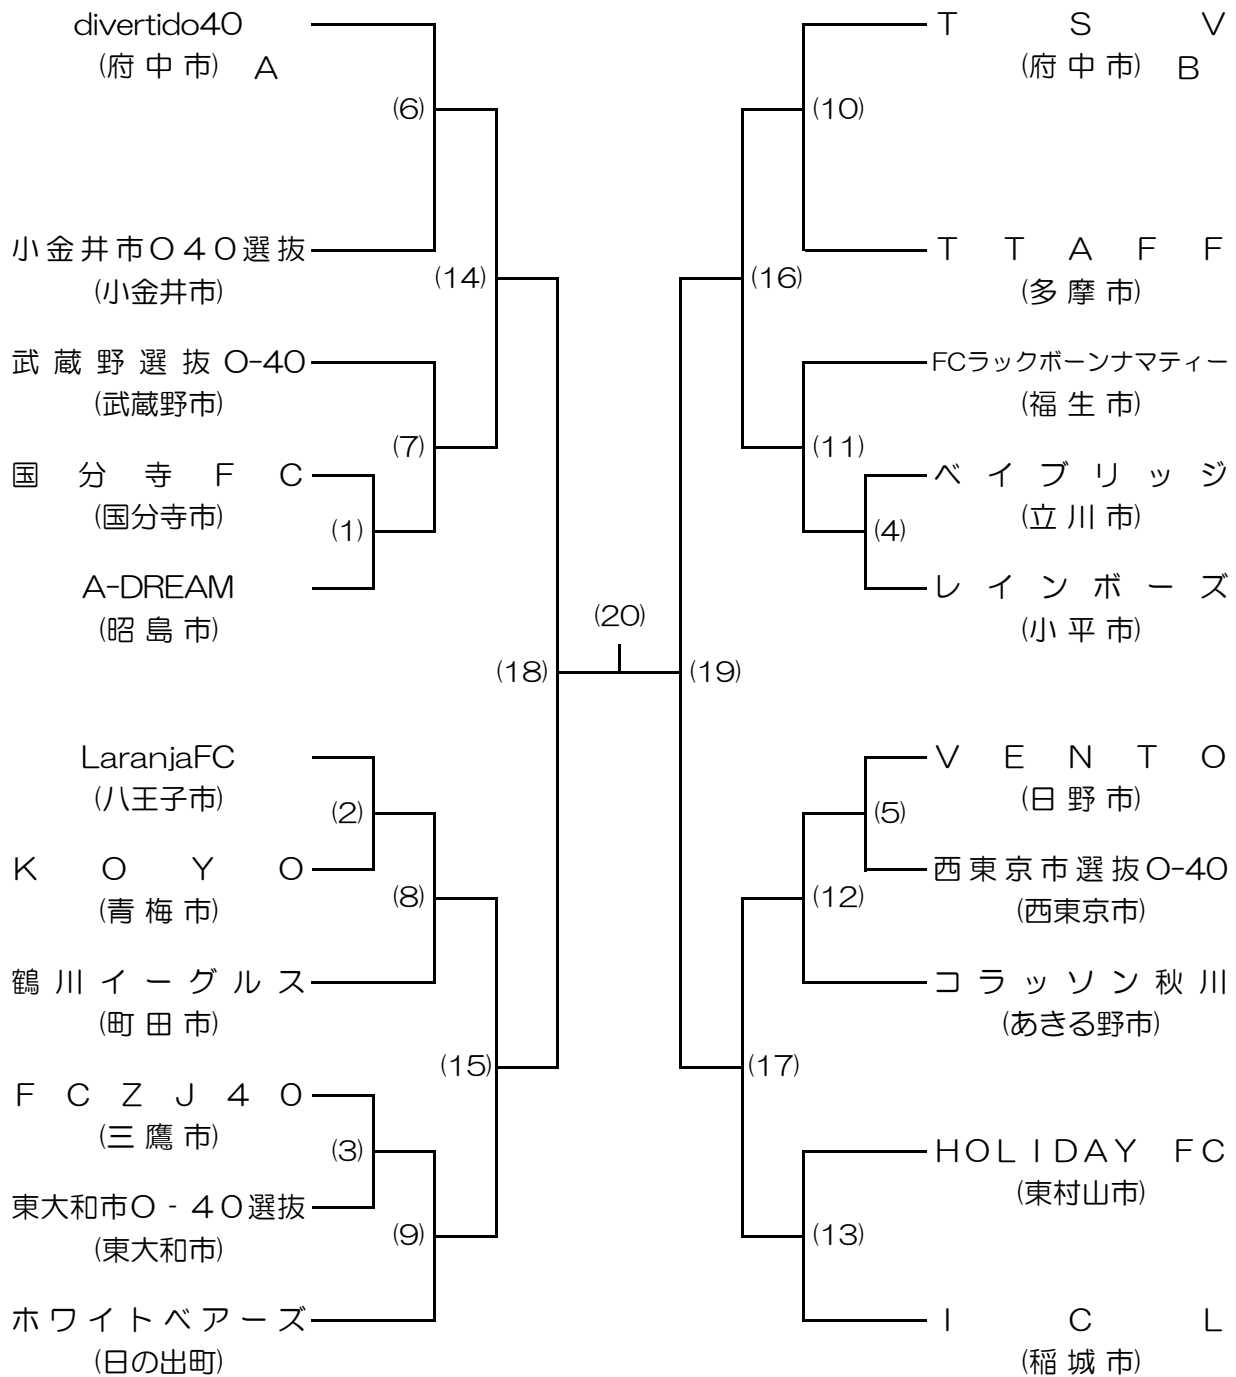 divertido40
(府中市) A
(6)
小金井市O40選抜
(小金井市)
(14)
武蔵野選抜O-40
(武蔵野市)
(7)
国分寺FC
(国分寺市)
(1)
A-DREAM
(昭島市)
(18)
LaranjaFC
(八王子市)
(2)
KOYO
(青梅市)
(8)
鶴川イーグルス
(町田市)
(15)
FCZJ40
(三鷹市)
(3)
東大和市O-40選抜
(東大和市)
(9)
ホワイトベアーズ
(日の出町)
(20)
TSV
(府中市) B
(10)
TTAFF
(多摩市)
(16)
FCラックボーンナマティー
(福生市)
(11)
ベイブリッジ
(立川市)
(4)
レインボーズ
(小平市)
(19)
VENTO
(日野市)
(5)
西東京市選抜O-40
(西東京市)
(12)
コラッソン秋川
(あきる野市)
(17)
HOLIDAY FC
(東村山市)
(13)
ICL
(稲城市)